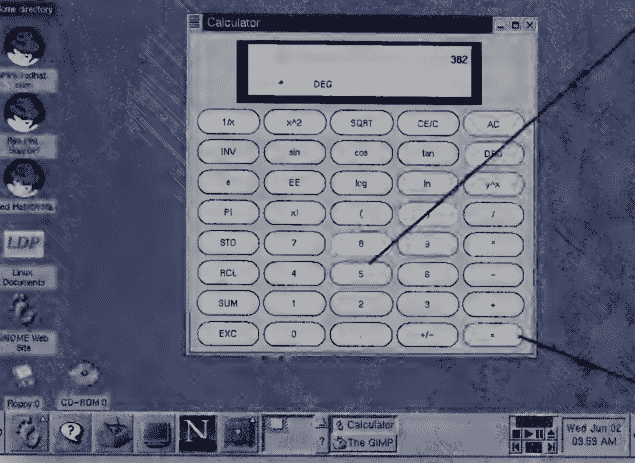 Home directory
Calculator
382
* DEG
1/x x^2 SQRT CE/C AC
INV sin cos tan DEG
e EE log ln y^x
PI x! ( ) /
STO 7 8 9 *
RCL 4 5 6 -
SUM 1 2 3 +
EXC 0 . +/- =
Support
LDP
Linux
Documents
GNOME Web
Site
Floppy 0 CD-ROM 0
N
Calculator
The GIMP
Wed Jun 02
03:59 AM